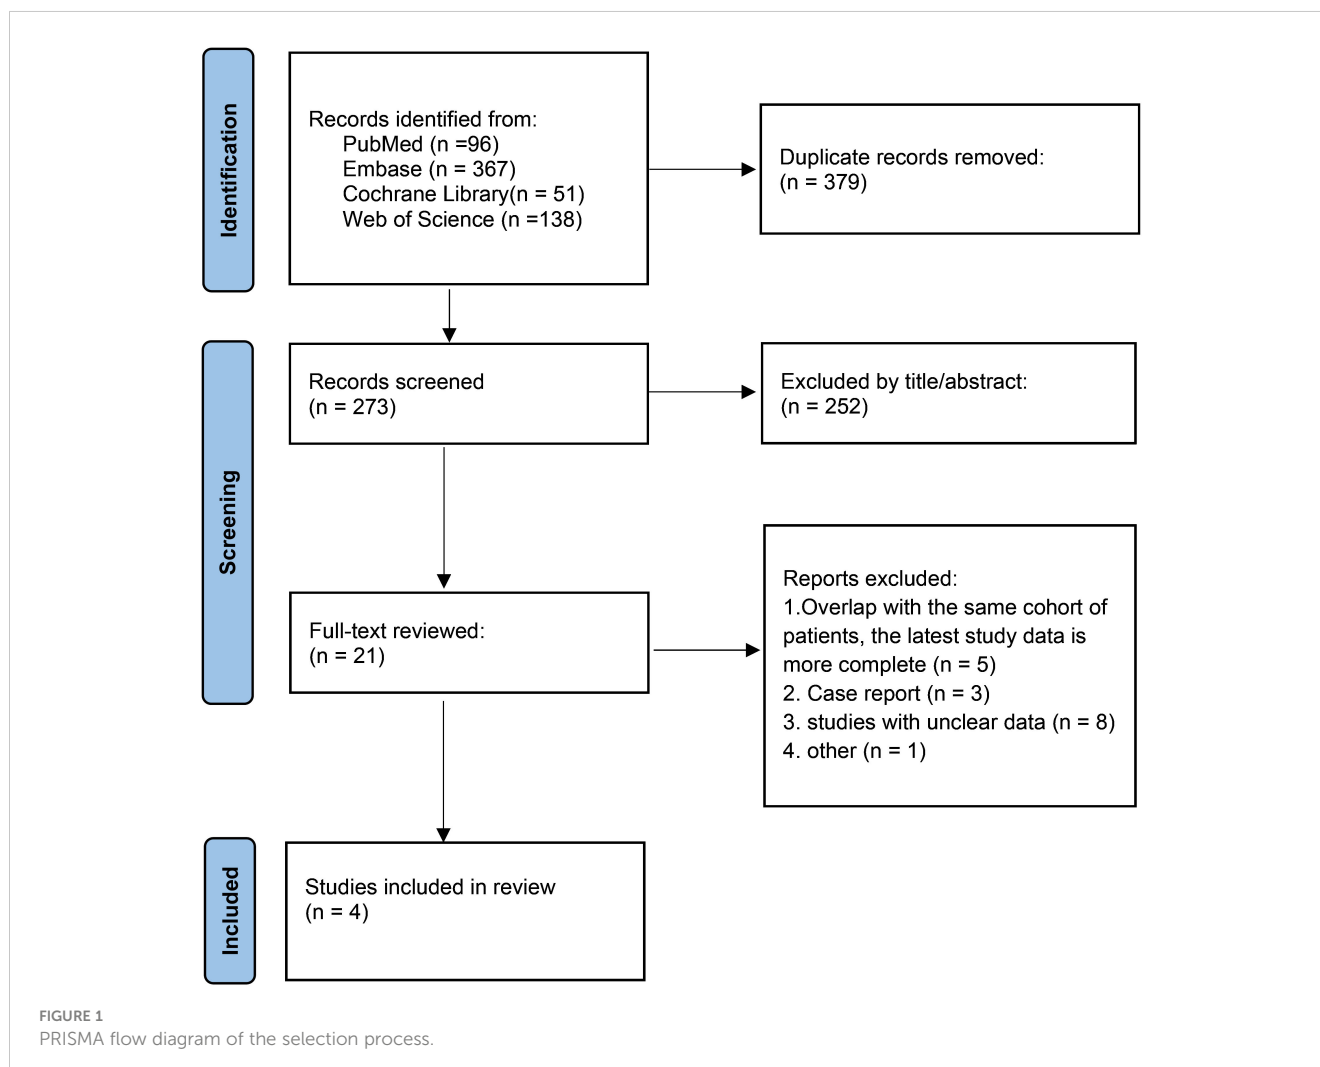 Identification
Records identified from:
PubMed (n =96)
Embase (n = 367)
Cochrane Library(n = 51)
Web of Science (n =138)
Duplicate records removed:
(n = 379)
Screening
Records screened
(n = 273)
Excluded by title/abstract:
(n = 252)
Full-text reviewed:
(n = 21)
Reports excluded:
1.Overlap with the same cohort of
patients, the latest study data is
more complete (n = 5)
2. Case report (n = 3)
3. studies with unclear data (n = 8)
4. other (n = 1)
Included
Studies included in review
(n = 4)
FIGURE 1
PRISMA flow diagram of the selection process.